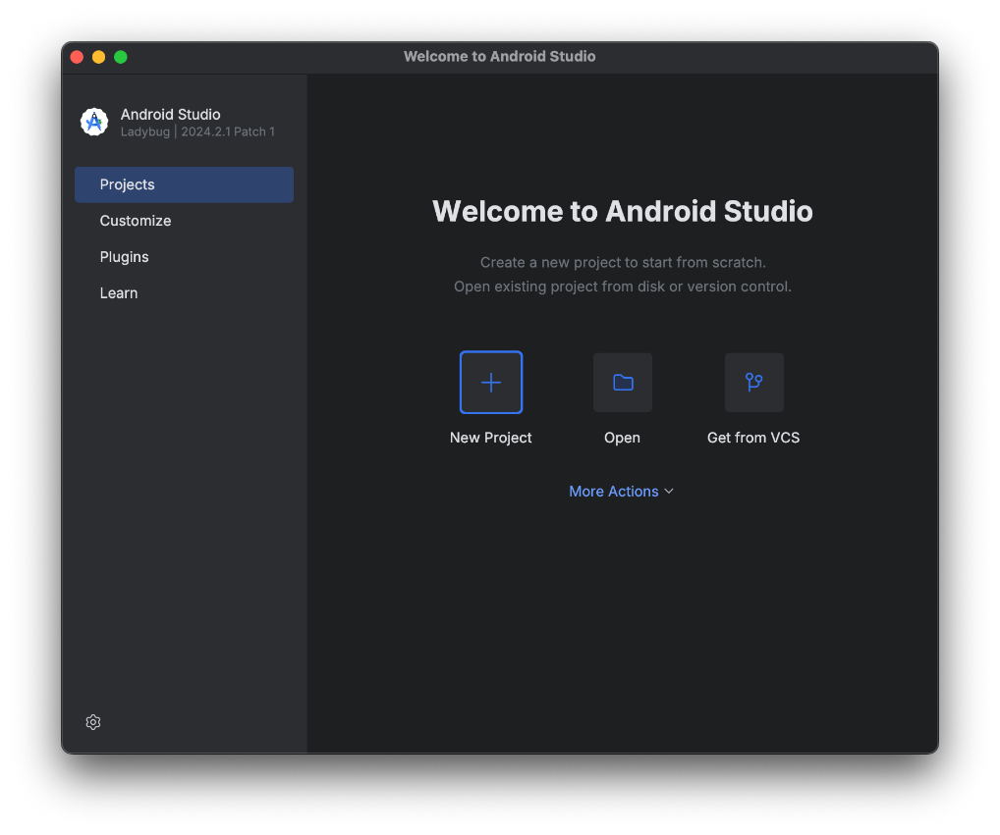 Welcome to Android Studio
Android Studio
Ladybug | 2024.2.1 Patch 1
Projects
Customize
Plugins
Learn
Welcome to Android Studio
Create a new project to start from scratch.
Open existing project from disk or version control.
New Project
Open
Get from VCS
More Actions